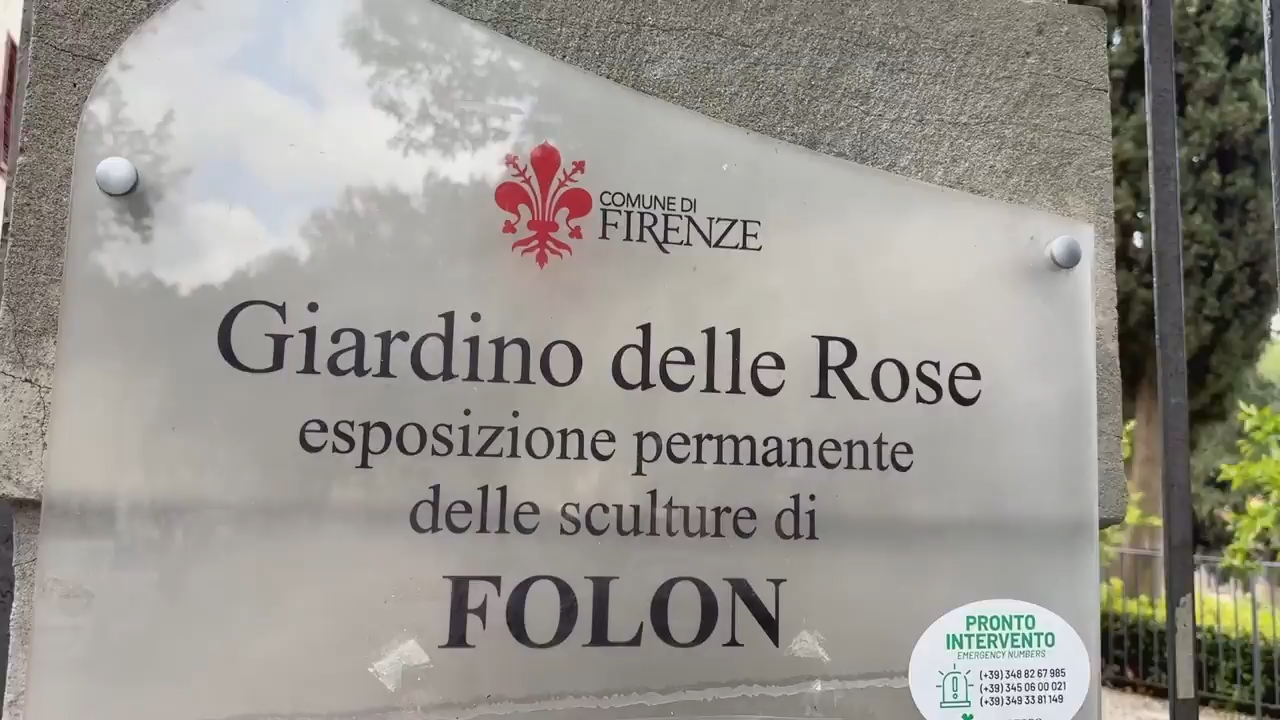 COMUNE DI
FIRENZE
Giardino delle Rose
esposizione permanente
delle sculture di
FOLON
PRONTO
INTERVENTO
EMERGENCY NUMBERS
(+39) 348 82 67 985
(+39) 345 06 00 021
(+39) 349 33 81 149